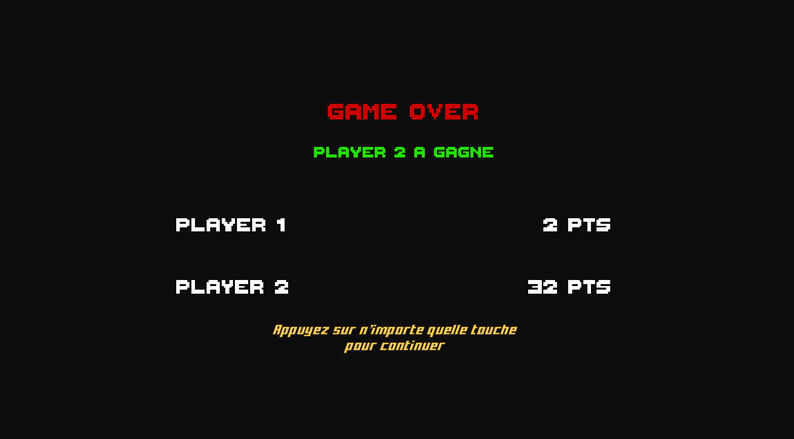 GAME OVER
PLAYER 2 A GAGNE
PLAYER 1 2 PTS
PLAYER 2 32 PTS
Appuyez sur n'importe quelle touche
pour continuer